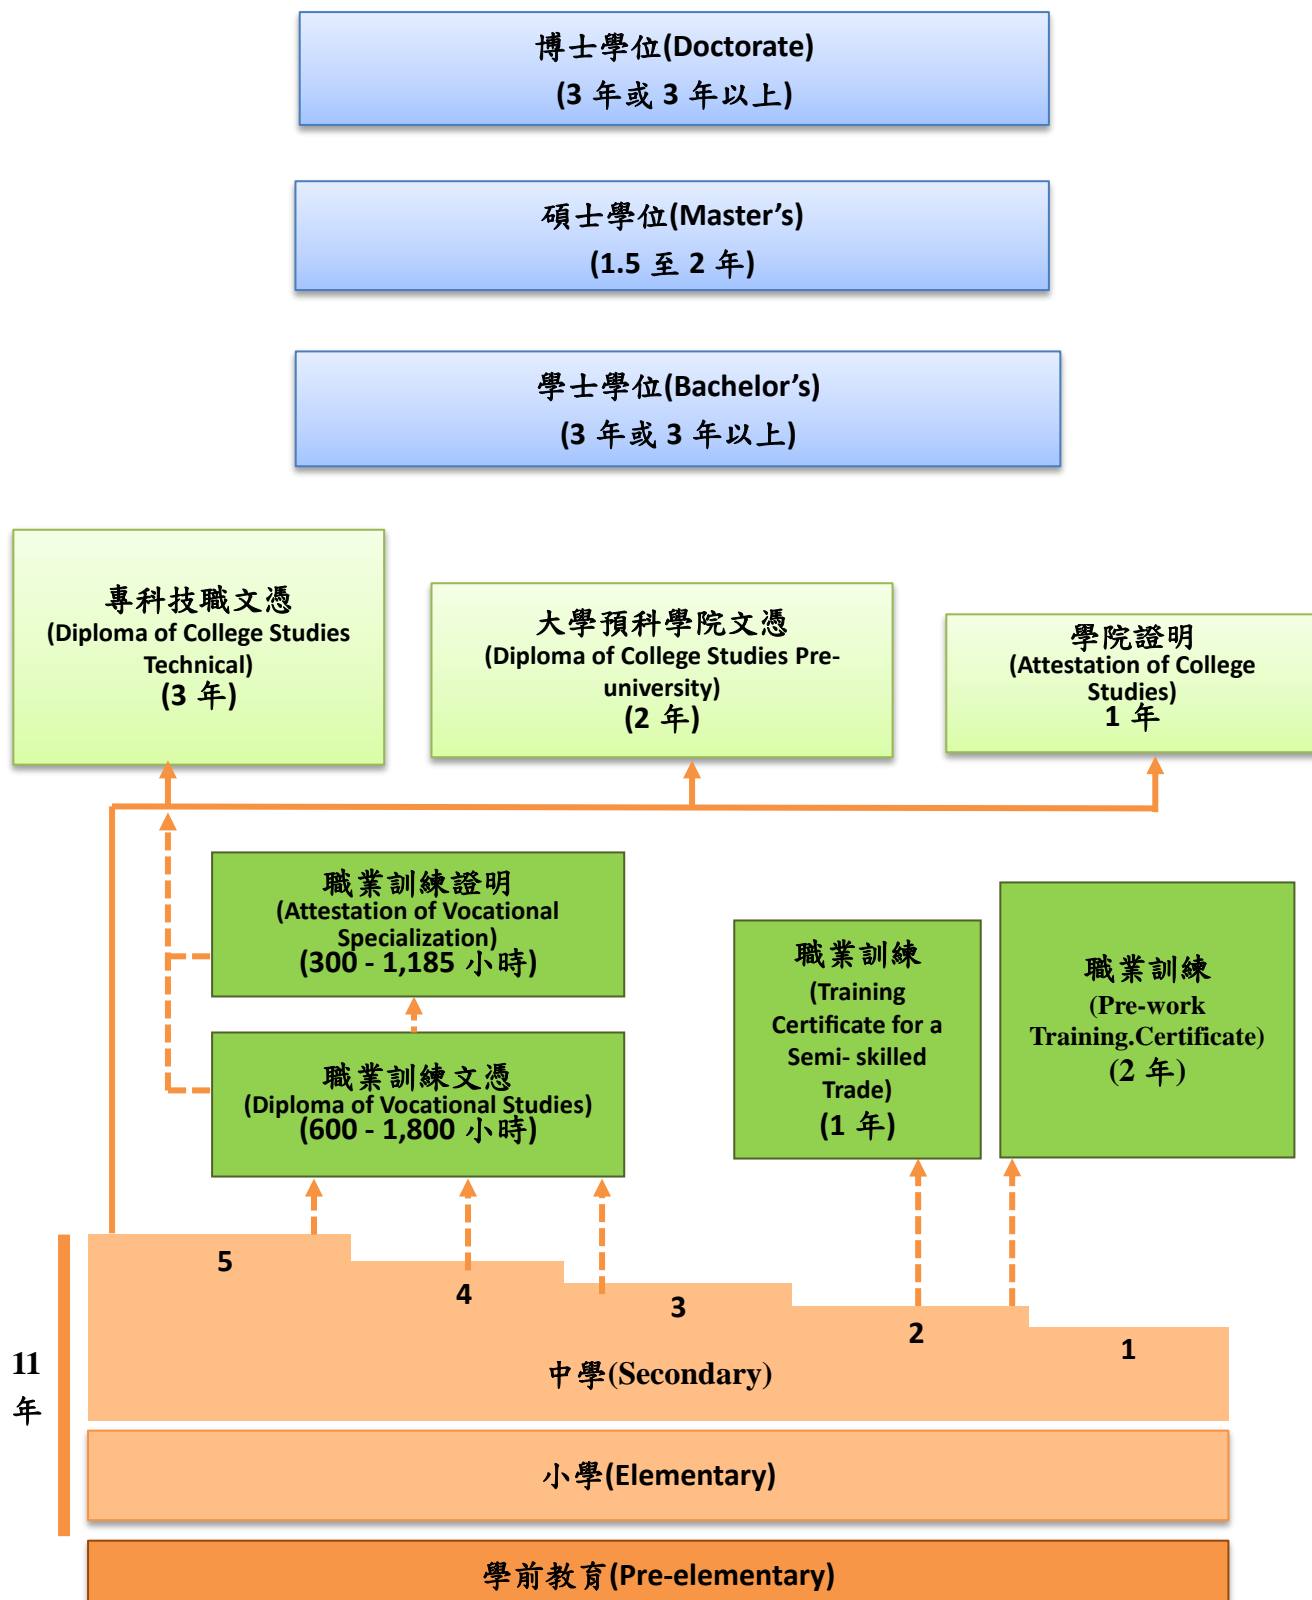 博士學位(Doctorate)
(3 年或 3 年以上)
碩士學位(Master’s)
(1.5 至 2 年)
學士學位(Bachelor’s)
(3 年或 3 年以上)
專科技職文憑
(Diploma of College Studies
Technical)
(3 年)
大學預科學院文憑
(Diploma of College Studies Pre-
university)
(2 年)
學院證明
(Attestation of College
Studies)
1 年
職業訓練證明
(Attestation of Vocational
Specialization)
(300 - 1,185 小時)
職業訓練文憑
(Diploma of Vocational Studies)
(600 - 1,800 小時)
職業訓練
(Training
Certificate for a
Semi- skilled
Trade)
(1 年)
職業訓練
(Pre-work
Training.Certificate)
(2 年)
5
4
3
2
1
中學(Secondary)
11
年
小學(Elementary)
學前教育(Pre-elementary)